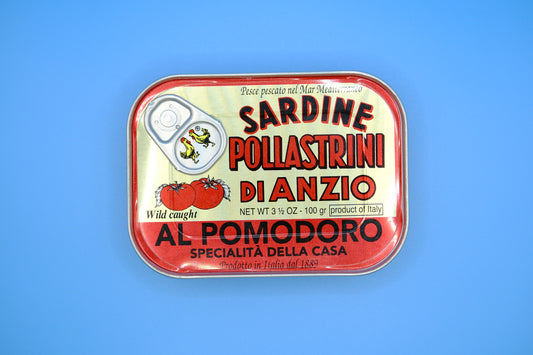 Pesce pescato nel Mar Mediterraneo
SARDINE
POLLASTRINI
DI ANZIO
Wild caught
NET WT 3 ½ OZ - 100 gr product of Italy
AL POMODORO
SPECIALITÀ DELLA CASA
Prodotto in Italia dal 1889